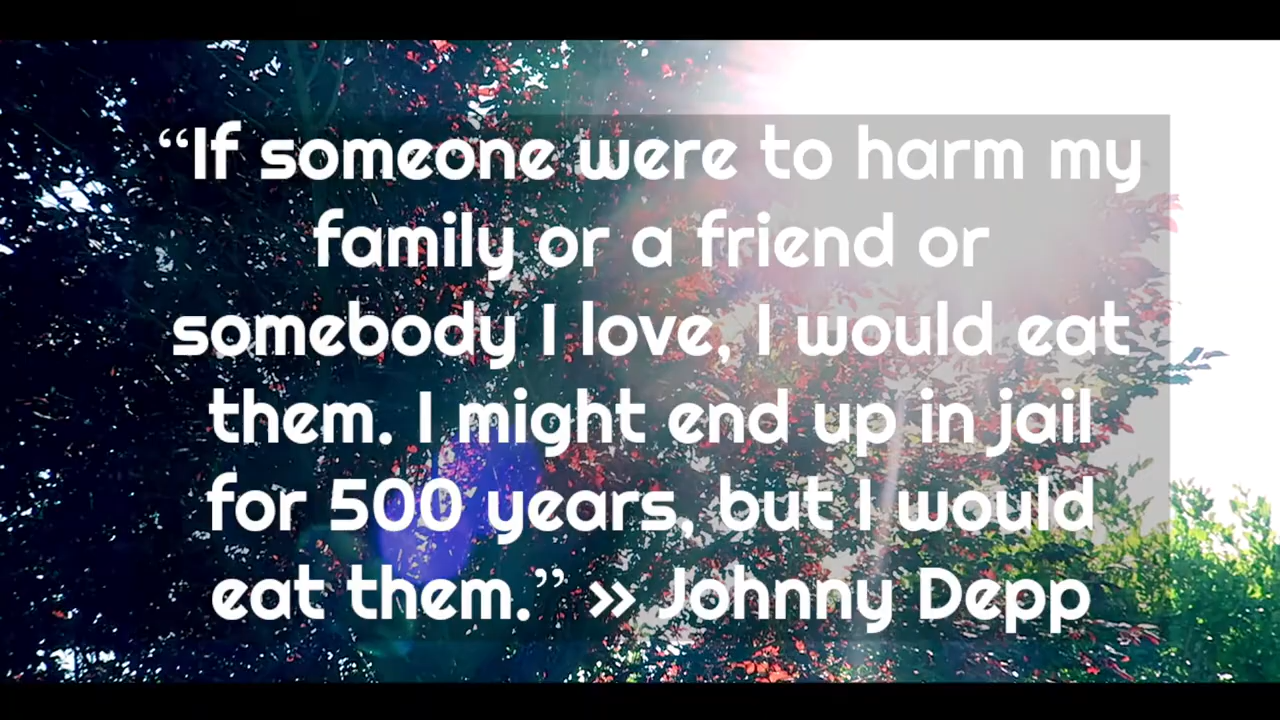 “If someone were to harm my
family or a friend or
somebody I love, I would eat
them. I might end up in jail
for 500 years, but I would
eat them.” » Johnny Depp